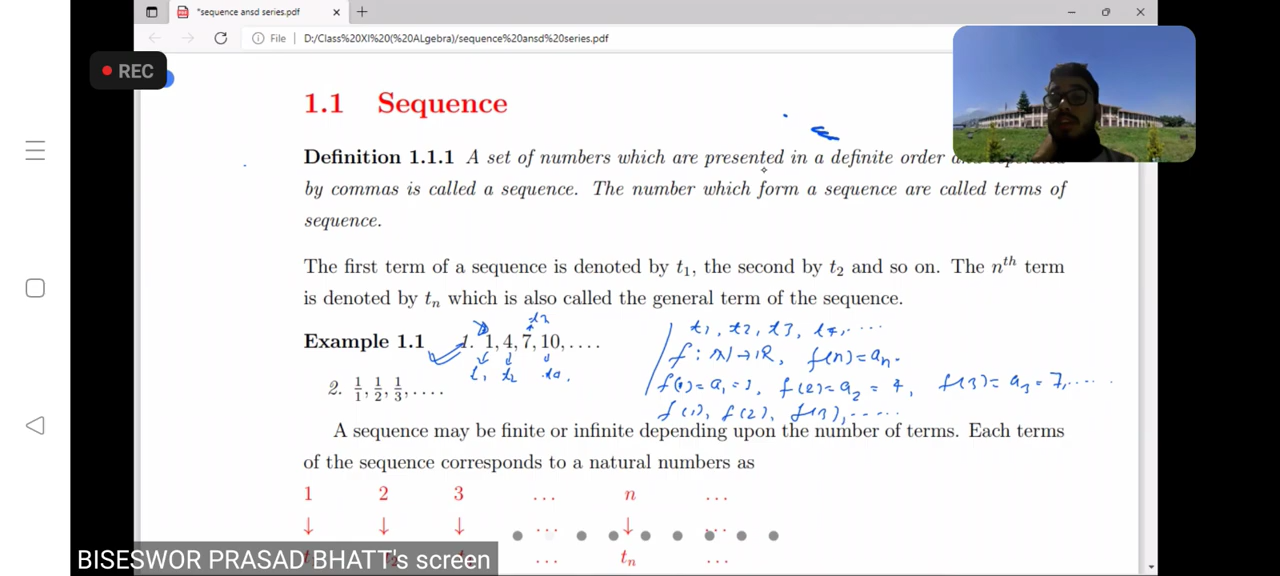 *sequence ansd series.pdf
File | D:/Class%20XI%20(%20ALgebra)/sequence%20ansd%20series.pdf
REC
1.1 Sequence
Definition 1.1.1 A set of numbers which are presented in a definite order
by commas is called a sequence. The number which form a sequence are called terms of
sequence.
The first term of a sequence is denoted by t₁, the second by t₂ and so on. The nᵗʰ term
is denoted by tₙ which is also called the general term of the sequence.
t₁, t₂, t₃, t₄, ...
Example 1.1 1. 1, 4, 7, 10, ....
f : N → R, f(n) = aₙ.
t₁ t₂
f(1) = a₁ = 1, f(2) = a₂ = 4, f(3) = a₃ = 7, ......
2. 1/1, 1/2, 1/3, ....
f(1), f(2), f(3), .....
A sequence may be finite or infinite depending upon the number of terms. Each terms
of the sequence corresponds to a natural numbers as
1 2 3 ... n ...
↓ ↓ ↓ ... ↓ ...
... tₙ ...
BISESWOR PRASAD BHATT's screen